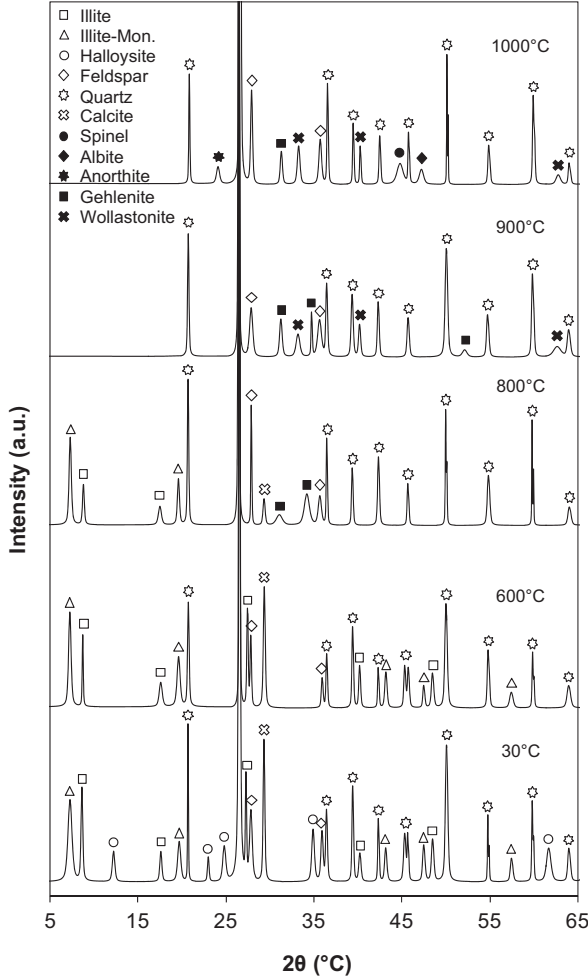 Illite
Illite-Mon.
Halloysite
Feldspar
Quartz
Calcite
Spinel
Albite
Anorthite
Gehlenite
Wollastonite
1000°C
900°C
800°C
600°C
30°C
Intensity (a.u.)
5 15 25 35 45 55 65
2θ (°C)